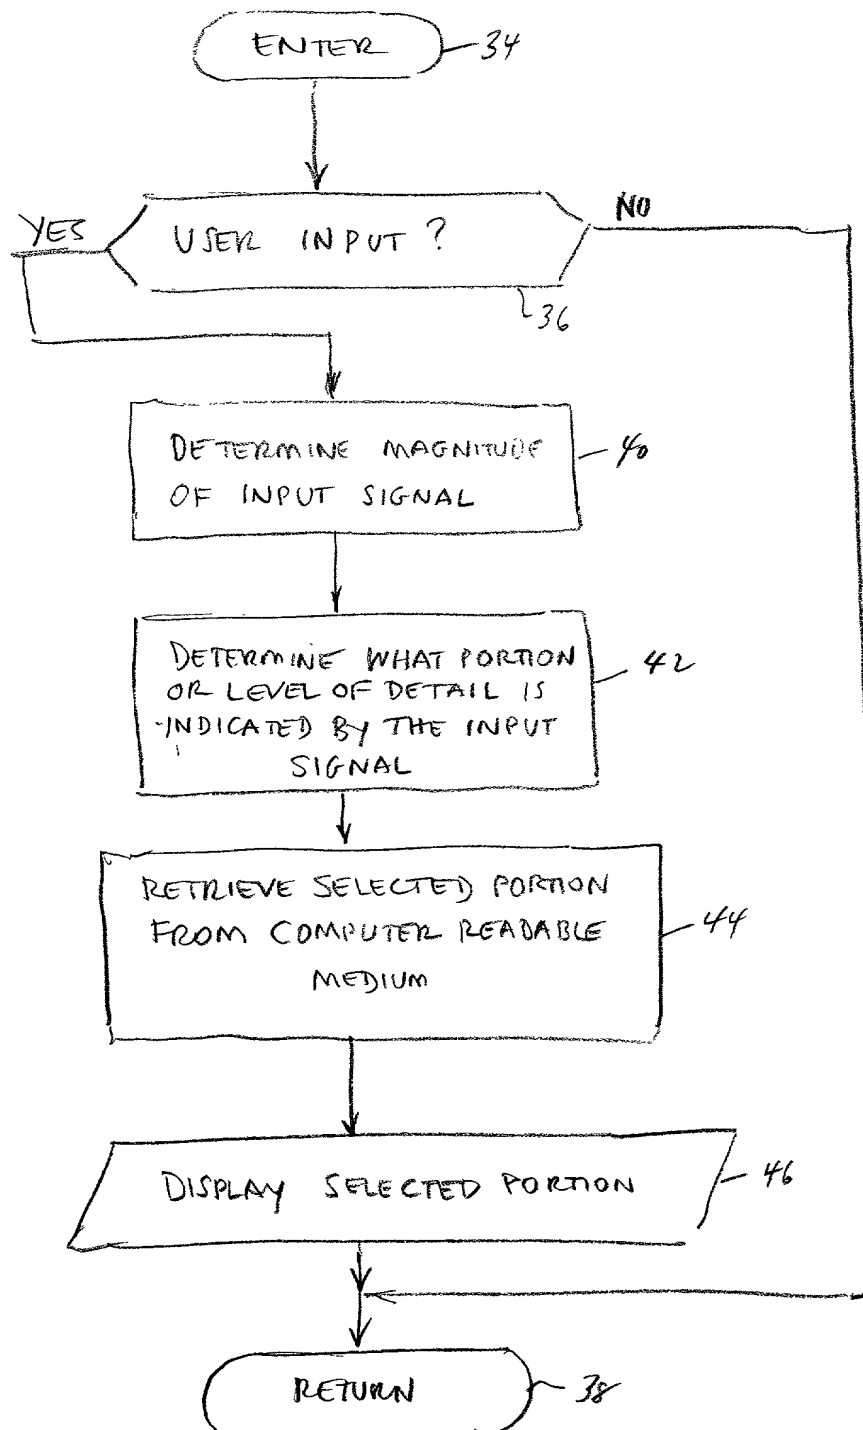 ENTER 34
YES USER INPUT? NO
36
DETERMINE MAGNITUDE 40
OF INPUT SIGNAL
DETERMINE WHAT PORTION 42
OR LEVEL OF DETAIL IS
INDICATED BY THE INPUT
SIGNAL
RETRIEVE SELECTED PORTION
FROM COMPUTER READABLE 44
MEDIUM
DISPLAY SELECTED PORTION 46
RETURN 38